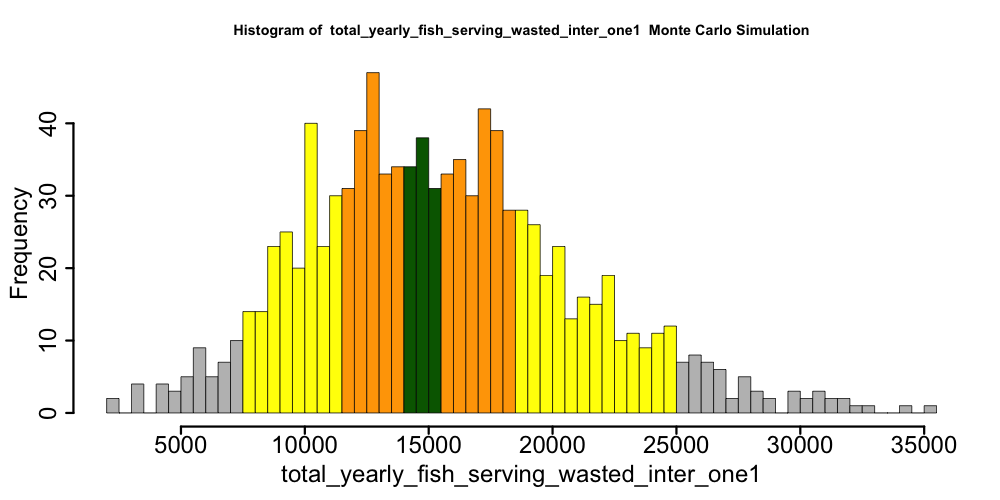 Histogram of  total_yearly_fish_serving_wasted_inter_one1  Monte Carlo Simulation
Frequency
40
30
20
10
0
5000 10000 15000 20000 25000 30000 35000
total_yearly_fish_serving_wasted_inter_one1